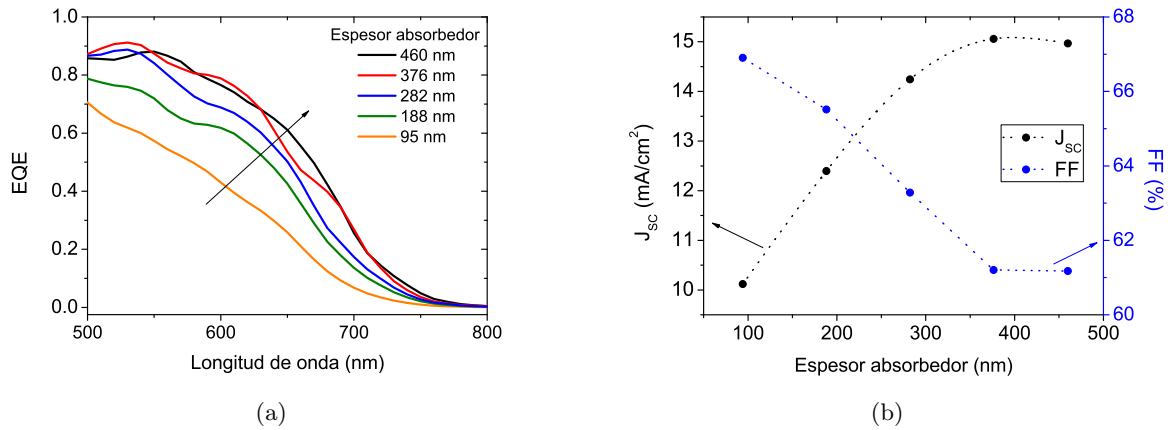 1.0
0.8
0.6
0.4
0.2
0.0
EQE
500
600
700
800
Longitud de onda (nm)
Espesor absorbedor
460 nm
376 nm
282 nm
188 nm
95 nm
(a)
15
14
13
12
11
10
J_SC (mA/cm²)
100
200
300
400
500
Espesor absorbedor (nm)
J_SC
FF
68
66
64
62
60
FF (%)
(b)